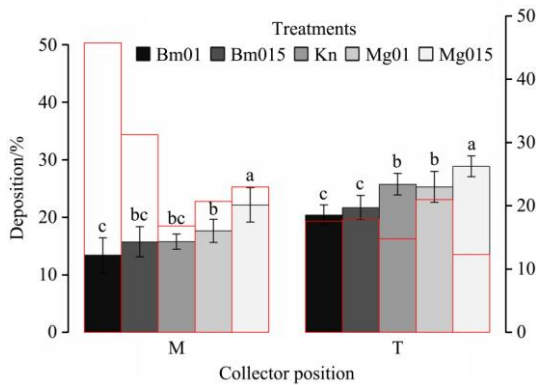 Treatments
Bm01 Bm015 Kn Mg01 Mg015
Deposition/%
50
40
30
20
10
0
50
40
30
20
10
0
c bc bc b a
c c b b a
M T
Collector position